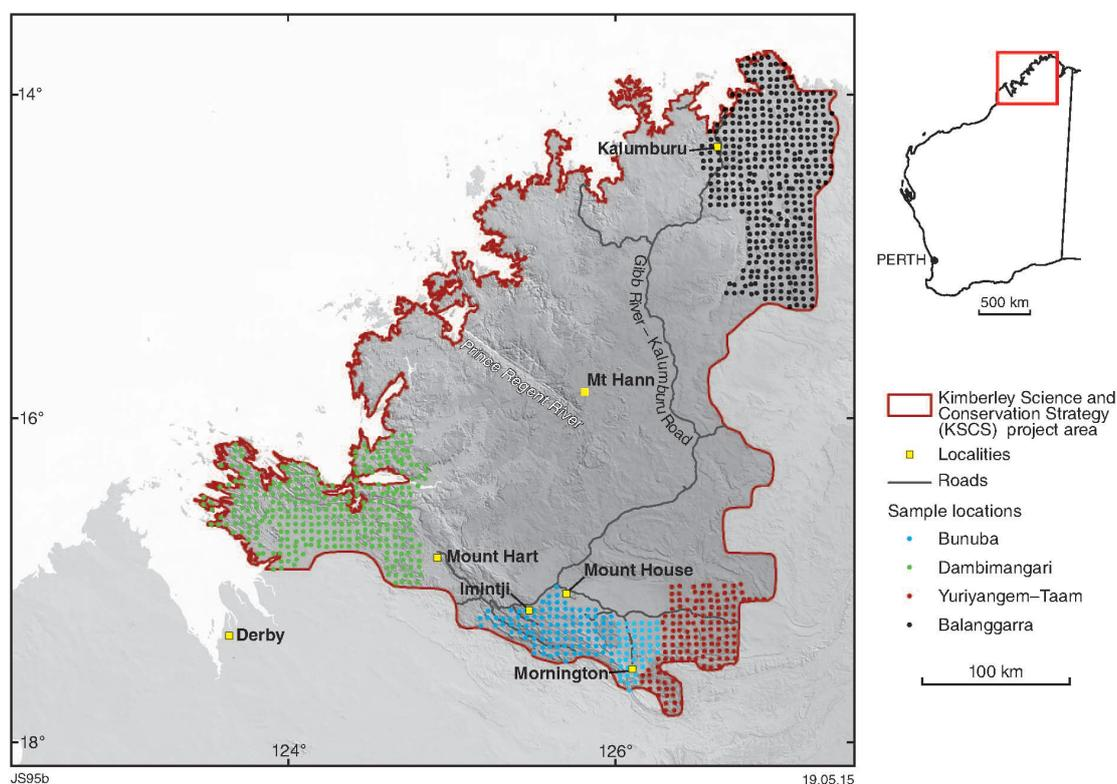 14°
16°
18°
124°
126°
Kalumburu
Gibb River – Kalumburu Road
Prince Regent River
Mt Hann
Mount Hart
Mount House
Imintji
Derby
Mornington
JS95b
19.05.15
PERTH
500 km
Kimberley Science and
Conservation Strategy
(KSCS) project area
Localities
Roads
Sample locations
Bunuba
Dambimangari
Yuriyangem–Taam
Balanggarra
100 km